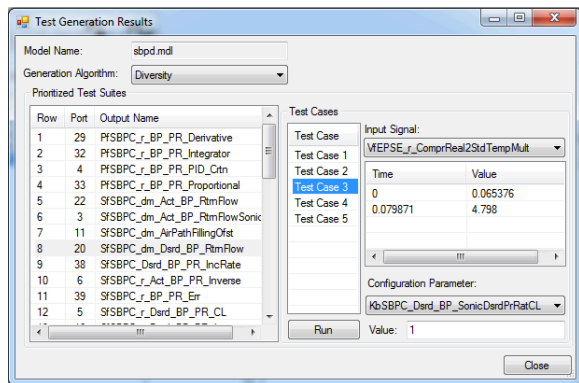 Test Generation Results
Model Name: sbpd.mdl
Generation Algorithm: Diversity
Prioritized Test Suites
Row Port Output Name
1 29 PfSBPC_r_BP_PR_Derivative
2 32 PfSBPC_r_BP_PR_Integrator
3 4 PfSBPC_r_BP_PR_PID_Crtn
4 33 PfSBPC_r_BP_PR_Proportional
5 22 SfSBPC_dm_Act_BP_RtmFlow
6 3 SfSBPC_dm_Act_BP_RtmFlowSonic
7 11 SfSBPC_dm_AirPathFillingOfst
8 20 SfSBPC_dm_Dsrd_BP_RtmFlow
9 38 SfSBPC_Dsrd_BP_PR_IncRate
10 6 SfSBPC_r_Act_BP_PR_Inverse
11 39 SfSBPC_r_BP_PR_Err
12 5 SfSBPC_r_Dsrd_BP_PR_CL
Test Cases
Test Case
Test Case 1
Test Case 2
Test Case 3
Test Case 4
Test Case 5
Run
Input Signal:
VfEPSE_r_ComprReal2StdTempMult
Time Value
0 0.065376
0.079871 4.798
Configuration Parameter:
KbSBPC_Dsrd_BP_SonicDsrdPrRatCL
Value: 1
Close